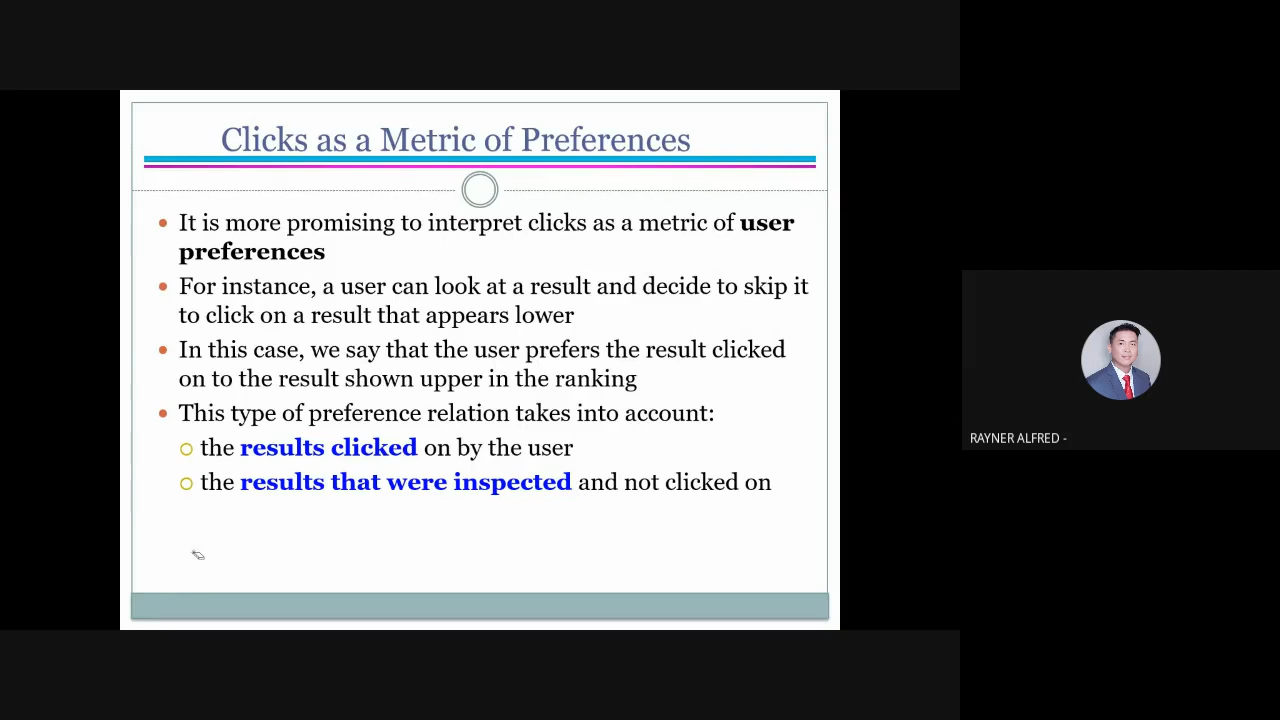 Clicks as a Metric of Preferences
It is more promising to interpret clicks as a metric of user
preferences
For instance, a user can look at a result and decide to skip it
to click on a result that appears lower
In this case, we say that the user prefers the result clicked
on to the result shown upper in the ranking
This type of preference relation takes into account:
the results clicked on by the user
the results that were inspected and not clicked on
RAYNER ALFRED -